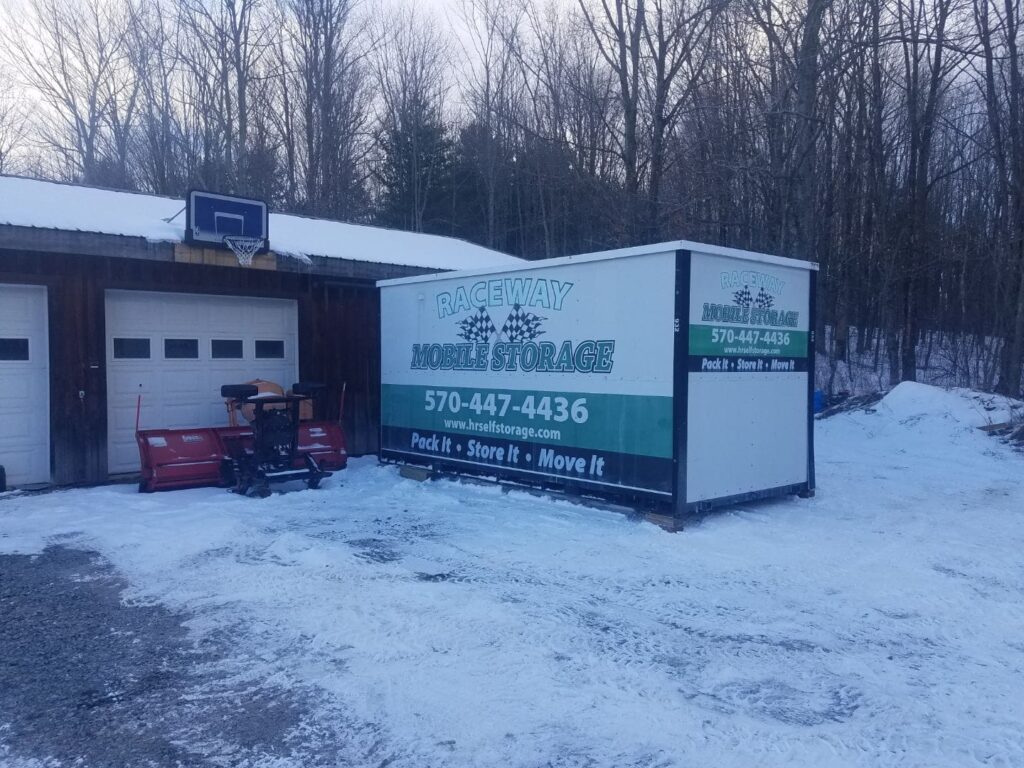 RACEWAY
MOBILE STORAGE
570-447-4436
www.hrselfstorage.com
Pack It • Store It • Move It
RACEWAY
MOBILE STORAGE
570-447-4436
www.hrselfstorage.com
Pack It • Store It • Move It